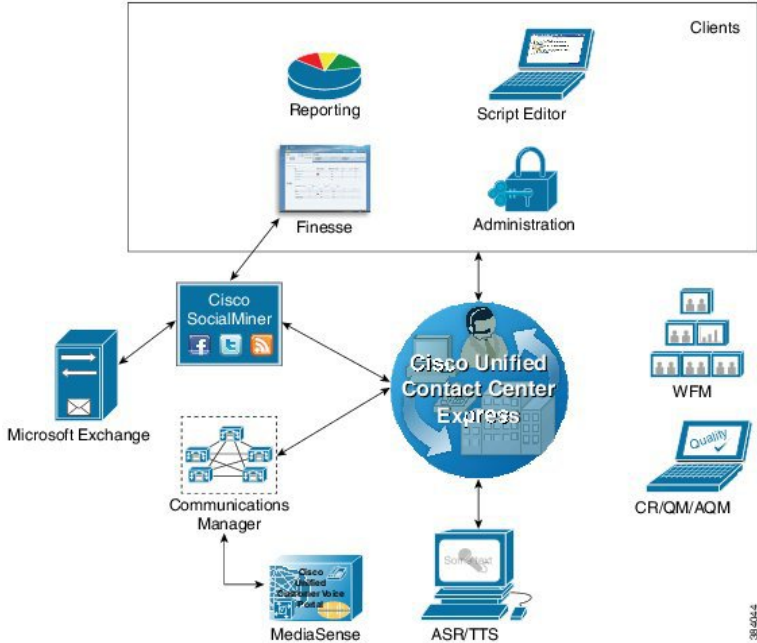 Clients
Reporting
Script Editor
Finesse
Administration
Cisco
SocialMiner
Microsoft Exchange
Cisco Unified
Contact Center
Express
WFM
Quality
CR/QM/AQM
Communications
Manager
Cisco
Unified
Customer Voice
Portal
MediaSense
ASR/TTS
384044